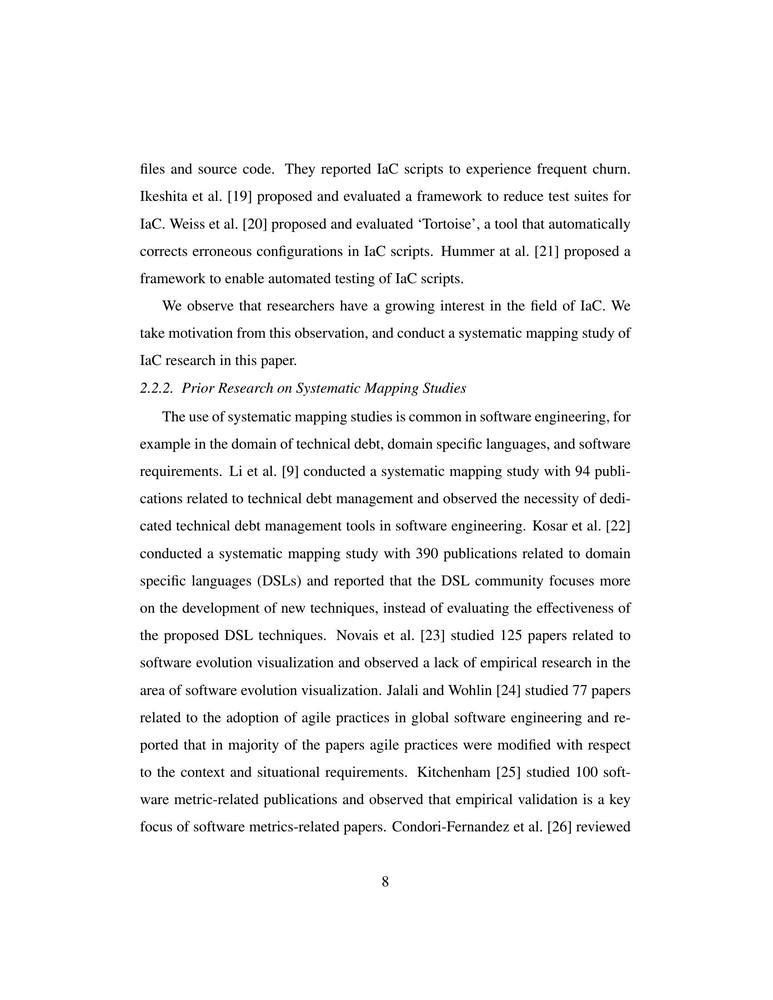 files and source code. They reported IaC scripts to experience frequent churn.
Ikeshita et al. [19] proposed and evaluated a framework to reduce test suites for
IaC. Weiss et al. [20] proposed and evaluated ‘Tortoise’, a tool that automatically
corrects erroneous configurations in IaC scripts. Hummer at al. [21] proposed a
framework to enable automated testing of IaC scripts.
We observe that researchers have a growing interest in the field of IaC. We
take motivation from this observation, and conduct a systematic mapping study of
IaC research in this paper.
2.2.2. Prior Research on Systematic Mapping Studies
The use of systematic mapping studies is common in software engineering, for
example in the domain of technical debt, domain specific languages, and software
requirements. Li et al. [9] conducted a systematic mapping study with 94 publi-
cations related to technical debt management and observed the necessity of dedi-
cated technical debt management tools in software engineering. Kosar et al. [22]
conducted a systematic mapping study with 390 publications related to domain
specific languages (DSLs) and reported that the DSL community focuses more
on the development of new techniques, instead of evaluating the effectiveness of
the proposed DSL techniques. Novais et al. [23] studied 125 papers related to
software evolution visualization and observed a lack of empirical research in the
area of software evolution visualization. Jalali and Wohlin [24] studied 77 papers
related to the adoption of agile practices in global software engineering and re-
ported that in majority of the papers agile practices were modified with respect
to the context and situational requirements. Kitchenham [25] studied 100 soft-
ware metric-related publications and observed that empirical validation is a key
focus of software metrics-related papers. Condori-Fernandez et al. [26] reviewed
8